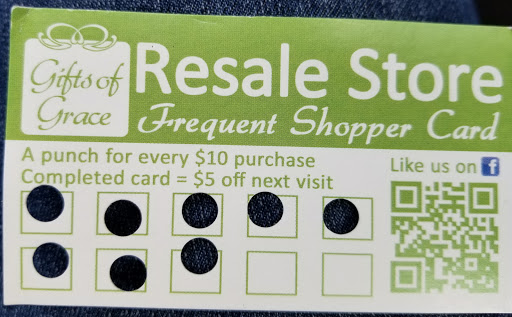 Gifts of
Grace
Resale Store
Frequent Shopper Card
A punch for every $10 purchase
Completed card = $5 off next visit
Like us on f